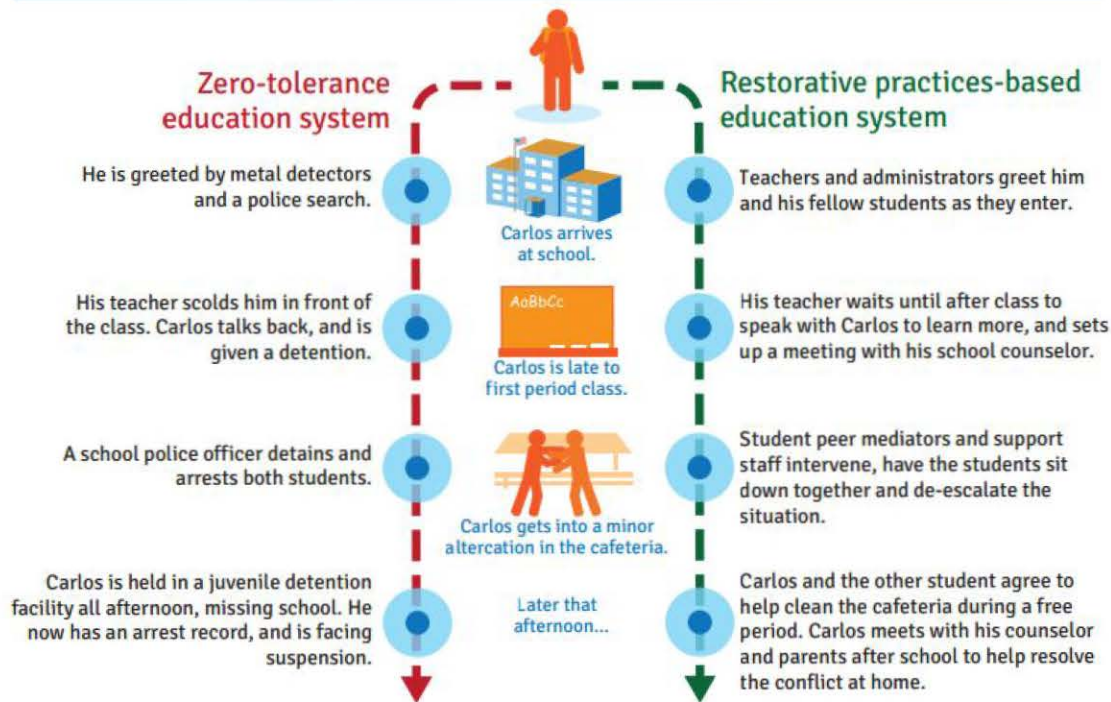 Zero-tolerance
education system
Restorative practices-based
education system
He is greeted by metal detectors
and a police search.
Carlos arrives
at school.
Teachers and administrators greet him
and his fellow students as they enter.
His teacher scolds him in front of
the class. Carlos talks back, and is
given a detention.
AaBbCc
Carlos is late to
first period class.
His teacher waits until after class to
speak with Carlos to learn more, and sets
up a meeting with his school counselor.
A school police officer detains and
arrests both students.
Carlos gets into a minor
altercation in the cafeteria.
Student peer mediators and support
staff intervene, have the students sit
down together and de-escalate the
situation.
Carlos is held in a juvenile detention
facility all afternoon, missing school. He
now has an arrest record, and is facing
suspension.
Later that
afternoon...
Carlos and the other student agree to
help clean the cafeteria during a free
period. Carlos meets with his counselor
and parents after school to help resolve
the conflict at home.